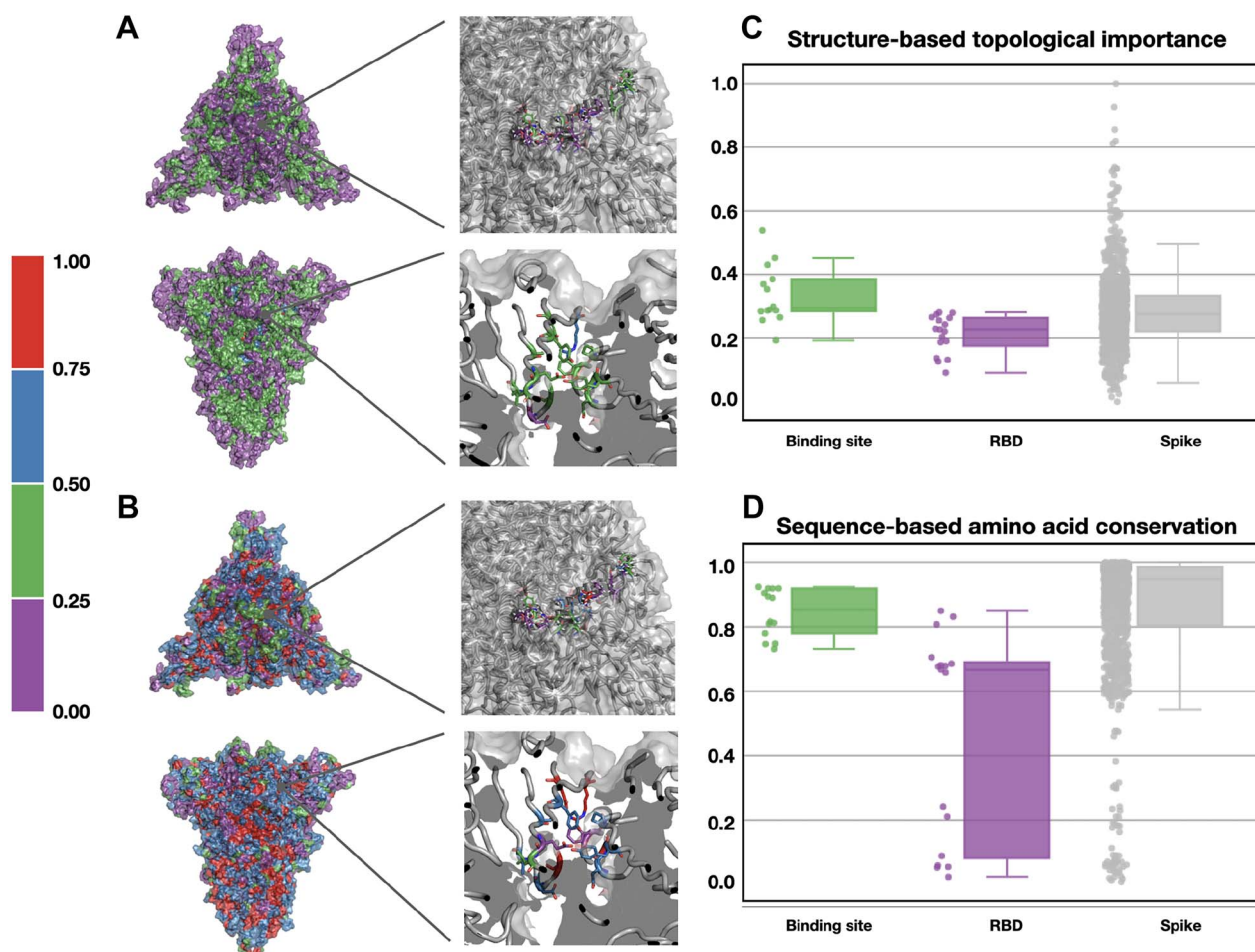 A
C
Structure-based topological importance
1.0
0.8
0.6
0.4
0.2
0.0
Binding site
RBD
Spike
1.00
0.75
0.50
0.25
0.00
B
D
Sequence-based amino acid conservation
1.0
0.8
0.6
0.4
0.2
0.0
Binding site
RBD
Spike